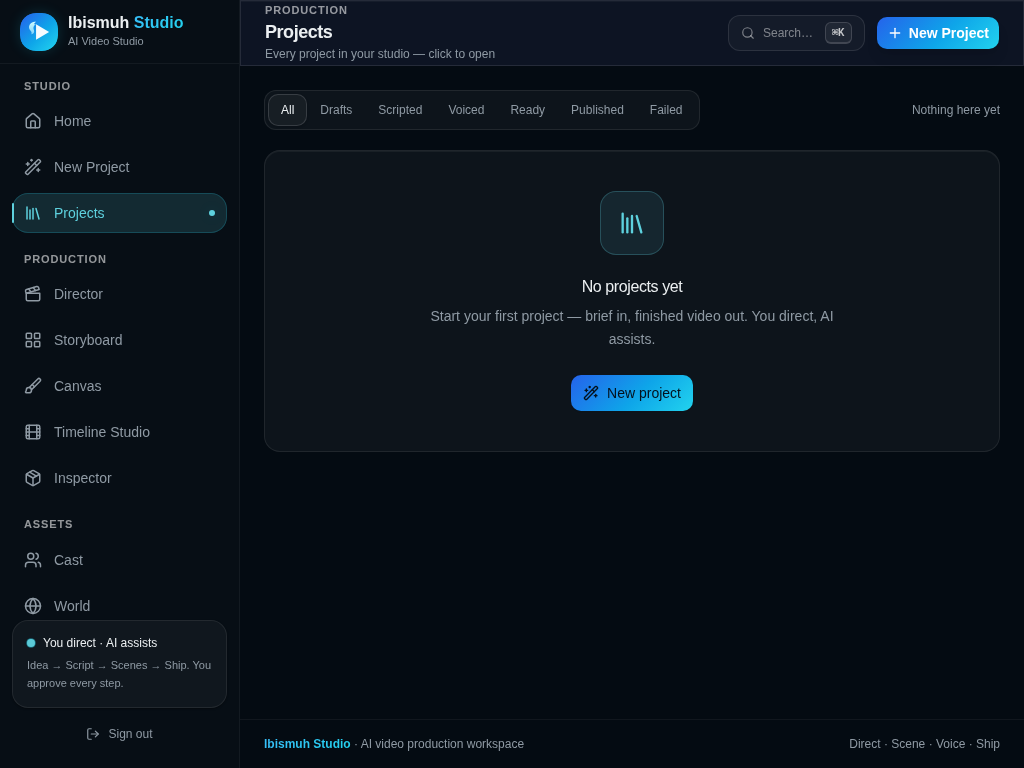 Ibismuh Studio
AI Video Studio
STUDIO
Home
New Project
Projects
PRODUCTION
Director
Storyboard
Canvas
Timeline Studio
Inspector
ASSETS
Cast
World
You direct · AI assists
Idea → Script → Scenes → Ship. You
approve every step.
Sign out
PRODUCTION
Projects
Every project in your studio — click to open
Search… ⌘K
New Project
All Drafts Scripted Voiced Ready Published Failed
Nothing here yet
No projects yet
Start your first project — brief in, finished video out. You direct, AI
assists.
New project
Ibismuh Studio · AI video production workspace
Direct · Scene · Voice · Ship